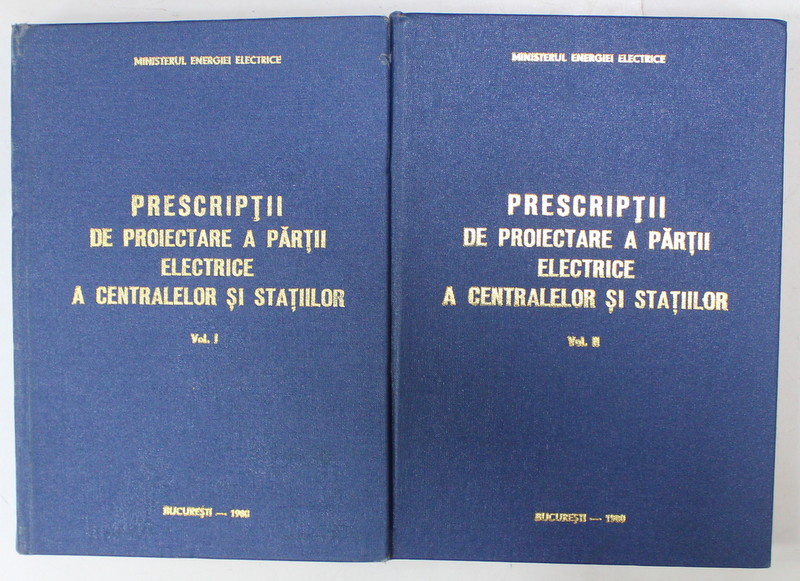 MINISTERUL ENERGIEI ELECTRICE
PRESCRIPŢII
DE PROIECTARE A PĂRŢII
ELECTRICE
A CENTRALELOR ŞI STAŢIILOR
Vol. I
BUCUREŞTI — 1980
MINISTERUL ENERGIEI ELECTRICE
PRESCRIPŢII
DE PROIECTARE A PĂRŢII
ELECTRICE
A CENTRALELOR ŞI STAŢIILOR
Vol. II
BUCUREŞTI — 1980